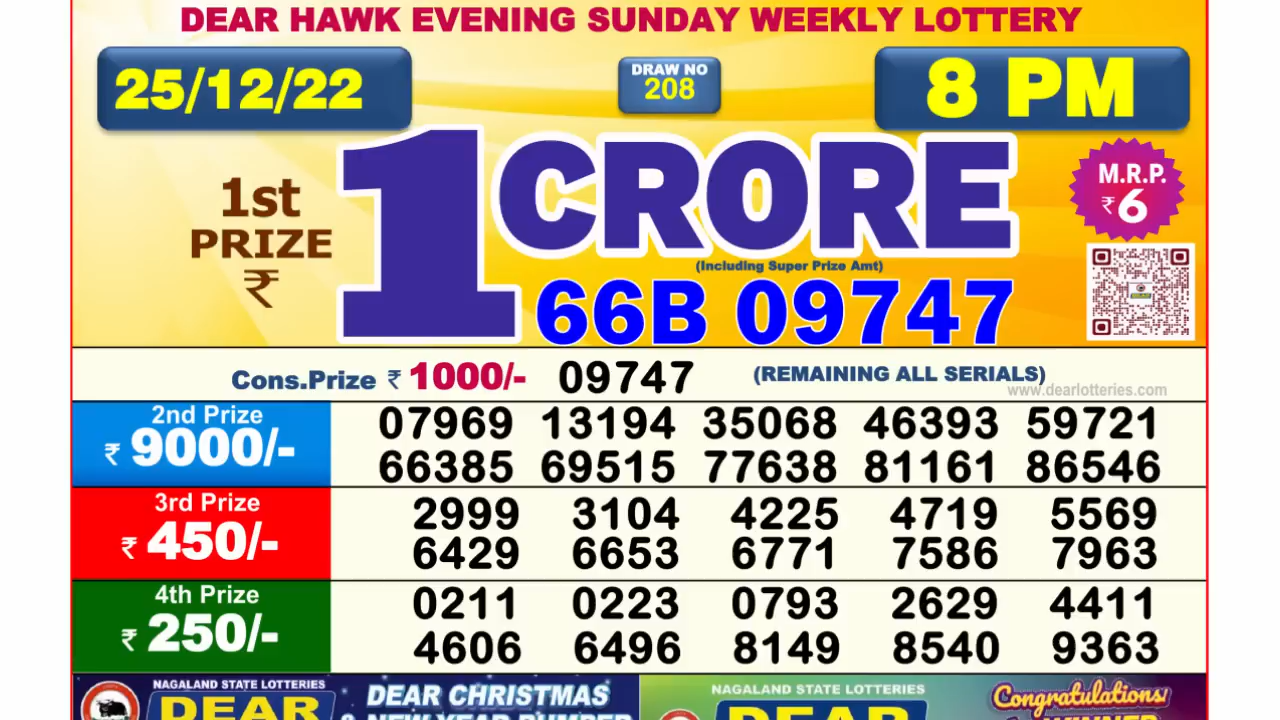 DEAR HAWK EVENING SUNDAY WEEKLY LOTTERY
25/12/22
DRAW NO
208
8 PM
1st
PRIZE
₹
1 CRORE
(Including Super Prize Amt)
66B 09747
M.R.P.
₹ 6
Cons.Prize ₹ 1000/- 09747 (REMAINING ALL SERIALS)
www.dearlotteries.com
2nd Prize
₹ 9000/-
07969 13194 35068 46393 59721
66385 69515 77638 81161 86546
3rd Prize
₹ 450/-
2999 3104 4225 4719 5569
6429 6653 6771 7586 7963
4th Prize
₹ 250/-
0211 0223 0793 2629 4411
4606 6496 8149 8540 9363
NAGALAND STATE LOTTERIES
DEAR
DEAR CHRISTMAS
& NEW YEAR BUMPER
NAGALAND STATE LOTTERIES
DEAR
Congratulations!
WINNER